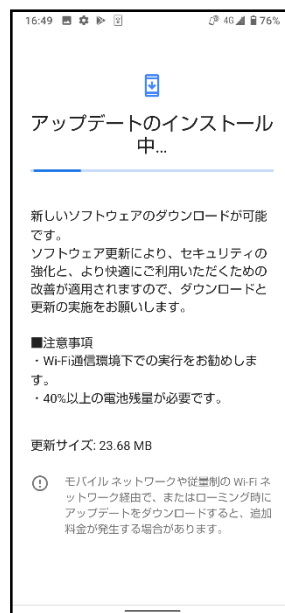 16:49 4G 76%
アップデートのインストール
中...
新しいソフトウェアのダウンロードが可能
です。
ソフトウェア更新により、セキュリティの
強化と、より快適にご利用いただくための
改善が適用されますので、ダウンロードと
更新の実施をお願いします。
■注意事項
・Wi-Fi通信環境下での実行をお勧めしま
す。
・40%以上の電池残量が必要です。
更新サイズ: 23.68 MB
モバイル ネットワークや従量制の Wi-Fi ネ
ットワーク経由で、またはローミング時に
アップデートをダウンロードすると、追加
料金が発生する場合があります。